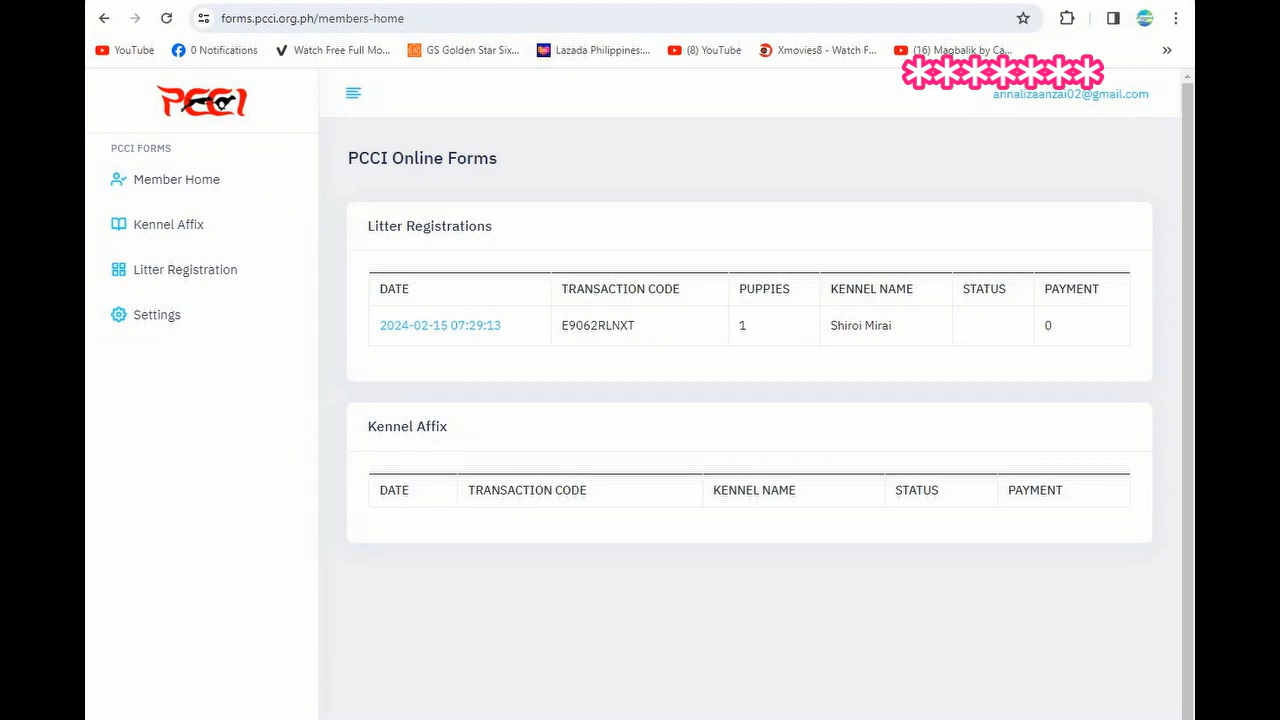 forms.pcci.org.ph/members-home
YouTube 0 Notifications Watch Free Full Mo... GS Golden Star Six... Lazada Philippines:... (8) YouTube Xmovies8 - Watch F... (16) Magbalik by Ca... »
*******
PCCI
annalizaanzai02@gmail.com
PCCI FORMS
Member Home
Kennel Affix
Litter Registration
Settings
PCCI Online Forms
Litter Registrations
DATE TRANSACTION CODE PUPPIES KENNEL NAME STATUS PAYMENT
2024-02-15 07:29:13 E9062RLNXT 1 Shiroi Mirai 0
Kennel Affix
DATE TRANSACTION CODE KENNEL NAME STATUS PAYMENT